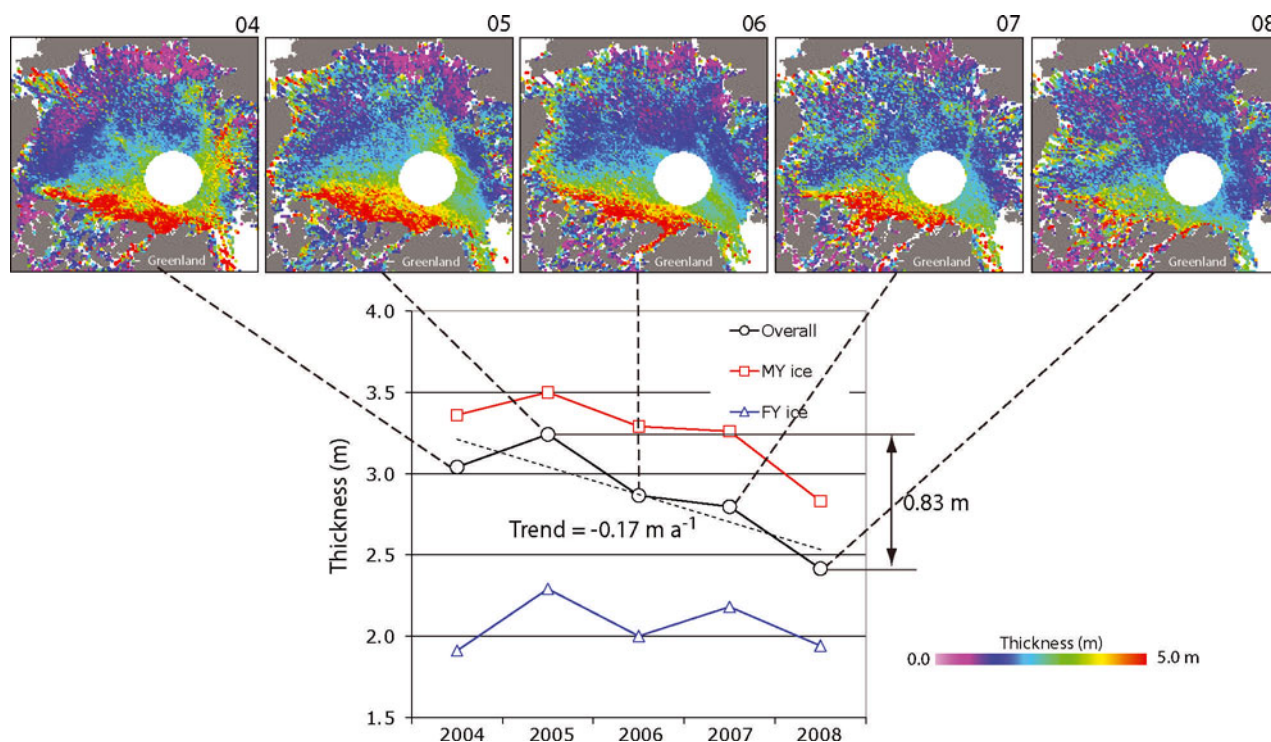 04
05
06
07
08
Greenland
Greenland
Greenland
Greenland
Greenland
4.0
3.5
3.0
2.5
2.0
1.5
Thickness (m)
Overall
MY ice
FY ice
Trend = -0.17 m a⁻¹
0.83 m
Thickness (m)
0.0
5.0 m
2004
2005
2006
2007
2008